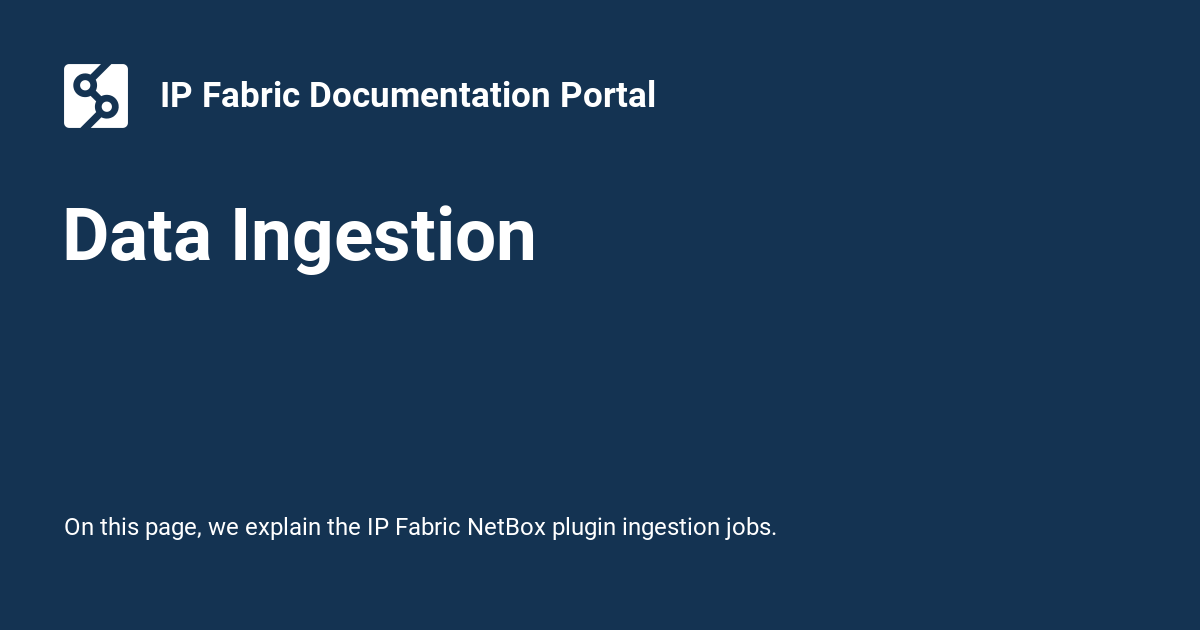 IP Fabric Documentation Portal
Data Ingestion
On this page, we explain the IP Fabric NetBox plugin ingestion jobs.